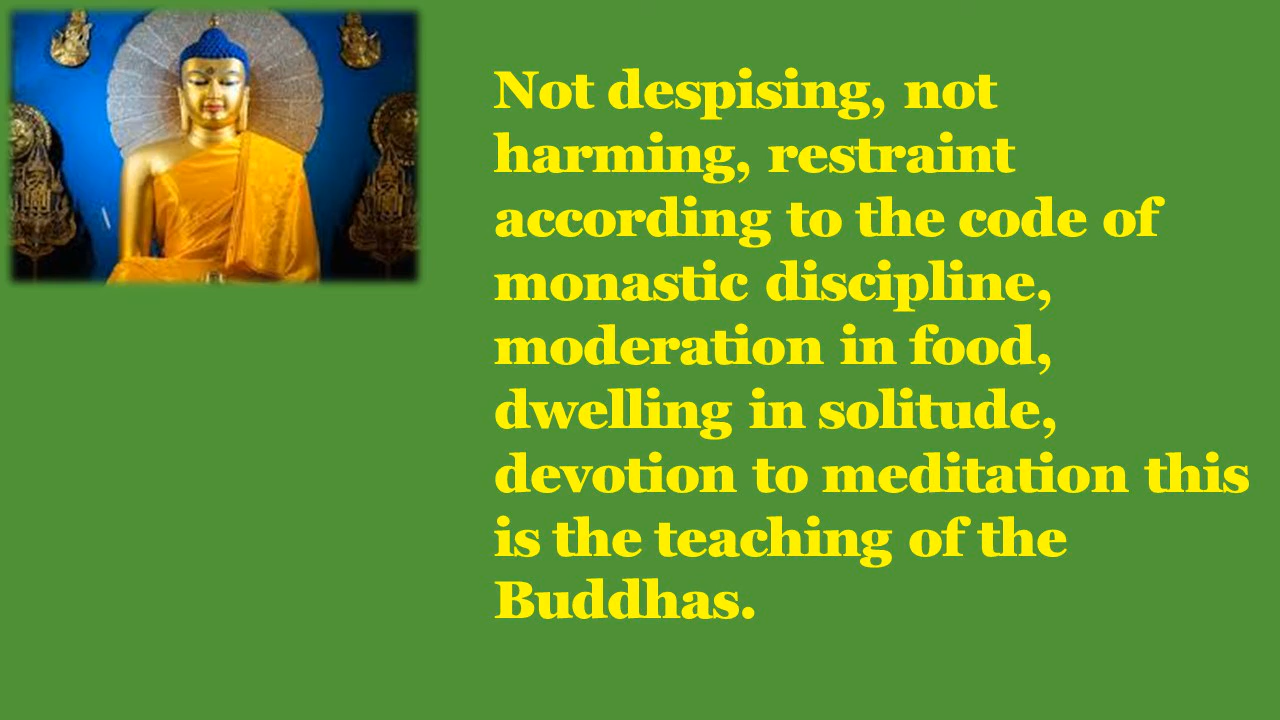 Not despising, not
harming, restraint
according to the code of
monastic discipline,
moderation in food,
dwelling in solitude,
devotion to meditation this
is the teaching of the
Buddhas.